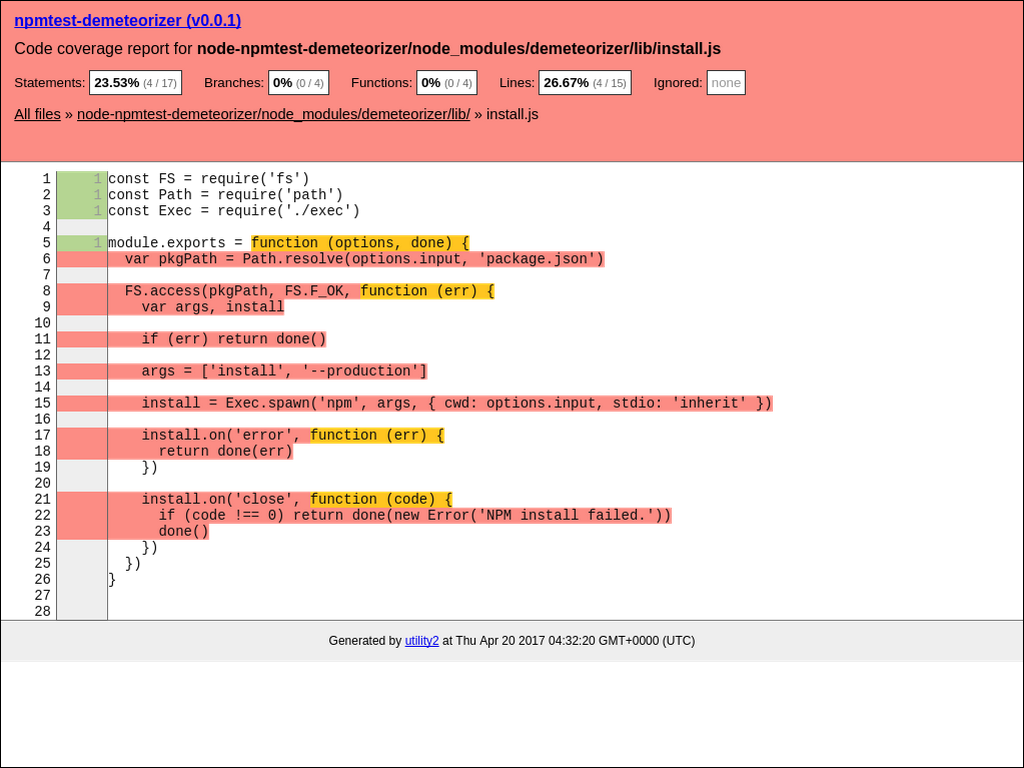 npmtest-demeteorizer (v0.0.1)
Code coverage report for node-npmtest-demeteorizer/node_modules/demeteorizer/lib/install.js
Statements: 23.53% (4 / 17) Branches: 0% (0 / 4) Functions: 0% (0 / 4) Lines: 26.67% (4 / 15) Ignored: none
All files » node-npmtest-demeteorizer/node_modules/demeteorizer/lib/ » install.js
1 1 const FS = require('fs')
2 1 const Path = require('path')
3 1 const Exec = require('./exec')
4
5 1 module.exports = function (options, done) {
6   var pkgPath = Path.resolve(options.input, 'package.json')
7
8   FS.access(pkgPath, FS.F_OK, function (err) {
9     var args, install
10
11     if (err) return done()
12
13     args = ['install', '--production']
14
15     install = Exec.spawn('npm', args, { cwd: options.input, stdio: 'inherit' })
16
17     install.on('error', function (err) {
18       return done(err)
19     })
20
21     install.on('close', function (code) {
22       if (code !== 0) return done(new Error('NPM install failed.'))
23       done()
24     })
25   })
26 }
27
28
Generated by utility2 at Thu Apr 20 2017 04:32:20 GMT+0000 (UTC)